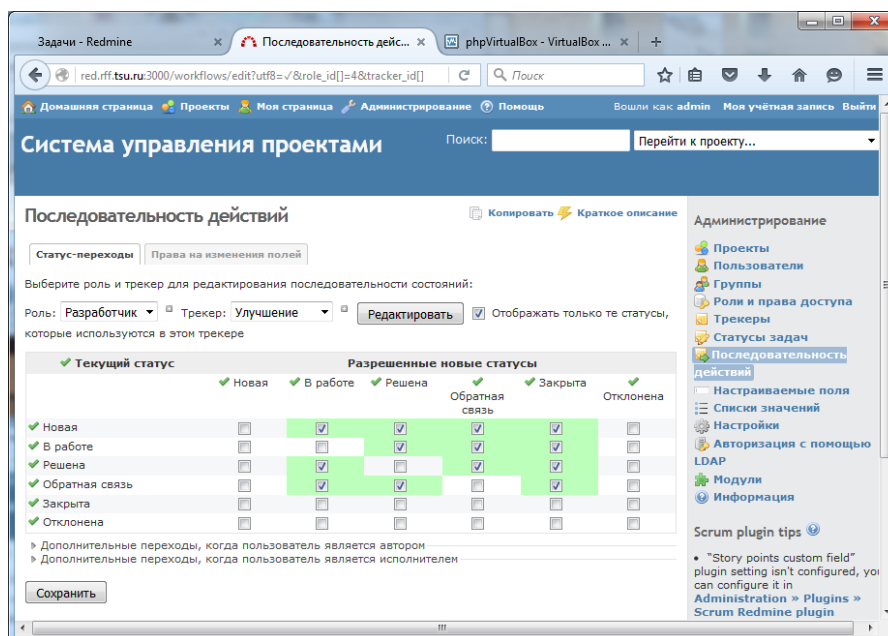 Задачи - Redmine
Последовательность дейс...
phpVirtualBox - VirtualBox ...
red.rff.tsu.ru:3000/workflows/edit?utf8=✓&role_id[]=4&tracker_id[]
Поиск
Домашняя страница Проекты Моя страница Администрирование Помощь
Вошли как admin Моя учётная запись Выйти
Система управления проектами
Поиск:
Перейти к проекту...
Последовательность действий
Копировать Краткое описание
Статус-переходы Права на изменения полей
Выберите роль и трекер для редактирования последовательности состояний:
Роль: Разработчик Трекер: Улучшение Редактировать Отображать только те статусы,
которые используются в этом трекере
Текущий статус Разрешенные новые статусы
Новая В работе Решена Обратная Закрыта Отклонена
связь
Новая
В работе
Решена
Обратная связь
Закрыта
Отклонена
Дополнительные переходы, когда пользователь является автором
Дополнительные переходы, когда пользователь является исполнителем
Сохранить
Администрирование
Проекты
Пользователи
Группы
Роли и права доступа
Трекеры
Статусы задач
Последовательность
действий
Настраиваемые поля
Списки значений
Настройки
Авторизация с помощью
LDAP
Модули
Информация
Scrum plugin tips
• "Story points custom field"
plugin setting isn't configured, you
can configure it in
Administration » Plugins »
Scrum Redmine plugin